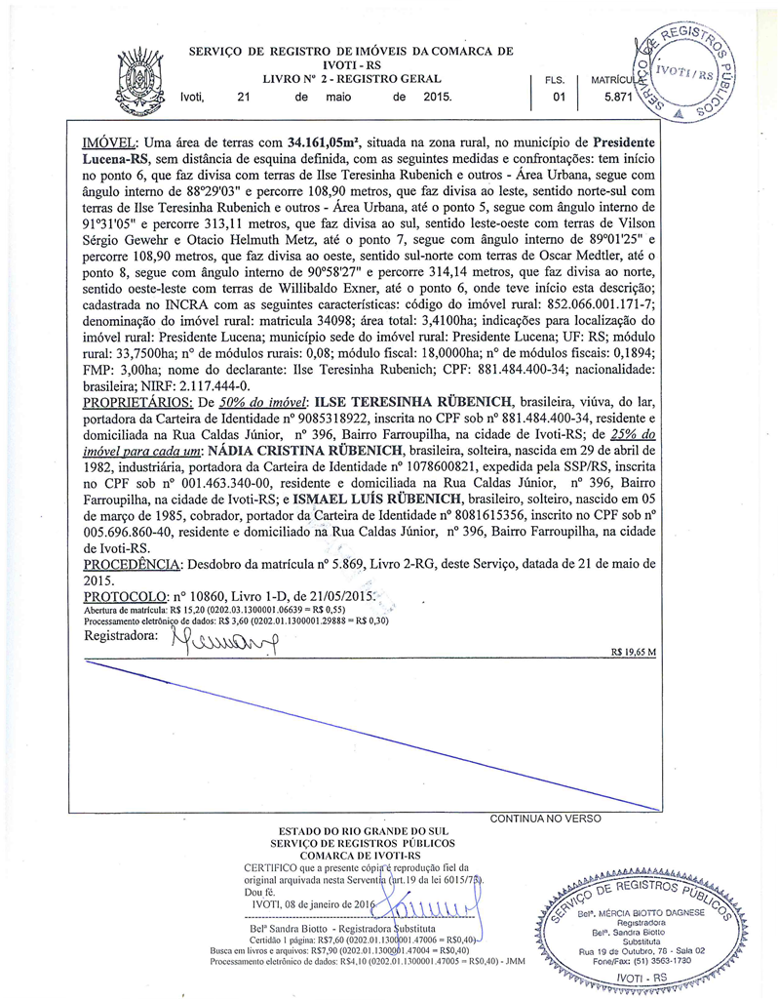 SERVIÇO DE REGISTRO DE IMÓVEIS DA COMARCA DE
IVOTI - RS
LIVRO Nº 2 - REGISTRO GERAL
Ivoti, 21 de maio de 2015.
FLS.
01
MATRÍCULA
5.871
SERVIÇO DE REGISTROS PÚBLICOS
IVOTI / RS
IMÓVEL: Uma área de terras com 34.161,05m², situada na zona rural, no município de Presidente
Lucena-RS, sem distância de esquina definida, com as seguintes medidas e confrontações: tem início
no ponto 6, que faz divisa com terras de Ilse Teresinha Rubenich e outros - Área Urbana, segue com
ângulo interno de 88º29'03" e percorre 108,90 metros, que faz divisa ao leste, sentido norte-sul com
terras de Ilse Teresinha Rubenich e outros - Área Urbana, até o ponto 5, segue com ângulo interno de
91º31'05" e percorre 313,11 metros, que faz divisa ao sul, sentido leste-oeste com terras de Vilson
Sérgio Gewehr e Otacio Helmuth Metz, até o ponto 7, segue com ângulo interno de 89º01'25" e
percorre 108,90 metros, que faz divisa ao oeste, sentido sul-norte com terras de Oscar Medtler, até o
ponto 8, segue com ângulo interno de 90º58'27" e percorre 314,14 metros, que faz divisa ao norte,
sentido oeste-leste com terras de Willibaldo Exner, até o ponto 6, onde teve início esta descrição;
cadastrada no INCRA com as seguintes características: código do imóvel rural: 852.066.001.171-7;
denominação do imóvel rural: matricula 34098; área total: 3,4100ha; indicações para localização do
imóvel rural: Presidente Lucena; município sede do imóvel rural: Presidente Lucena; UF: RS; módulo
rural: 33,7500ha; nº de módulos rurais: 0,08; módulo fiscal: 18,0000ha; nº de módulos fiscais: 0,1894;
FMP: 3,00ha; nome do declarante: Ilse Teresinha Rubenich; CPF: 881.484.400-34; nacionalidade:
brasileira; NIRF: 2.117.444-0.
PROPRIETÁRIOS: De 50% do imóvel: ILSE TERESINHA RÜBENICH, brasileira, viúva, do lar,
portadora da Carteira de Identidade nº 9085318922, inscrita no CPF sob nº 881.484.400-34, residente e
domiciliada na Rua Caldas Júnior, nº 396, Bairro Farroupilha, na cidade de Ivoti-RS; de 25% do
imóvel para cada um: NÁDIA CRISTINA RÜBENICH, brasileira, solteira, nascida em 29 de abril de
1982, industriária, portadora da Carteira de Identidade nº 1078600821, expedida pela SSP/RS, inscrita
no CPF sob nº 001.463.340-00, residente e domiciliada na Rua Caldas Júnior, nº 396, Bairro
Farroupilha, na cidade de Ivoti-RS; e ISMAEL LUÍS RÜBENICH, brasileiro, solteiro, nascido em 05
de março de 1985, cobrador, portador da Carteira de Identidade nº 8081615356, inscrito no CPF sob nº
005.696.860-40, residente e domiciliado na Rua Caldas Júnior, nº 396, Bairro Farroupilha, na cidade
de Ivoti-RS.
PROCEDÊNCIA: Desdobro da matrícula nº 5.869, Livro 2-RG, deste Serviço, datada de 21 de maio de
2015.
PROTOCOLO: nº 10860, Livro 1-D, de 21/05/2015.
Abertura de matrícula: R$ 15,20 (0202.03.1300001.06639 = R$ 0,55)
Processamento eletrônico de dados: R$ 3,60 (0202.01.1300001.29888 = R$ 0,30)
Registradora:
R$ 19,65 M
CONTINUA NO VERSO
ESTADO DO RIO GRANDE DO SUL
SERVIÇO DE REGISTROS PÚBLICOS
COMARCA DE IVOTI-RS
CERTIFICO que a presente cópia é reprodução fiel da
original arquivada nesta Serventia (art.19 da lei 6015/73).
Dou fé.
IVOTI, 08 de janeiro de 2016
Belª Sandra Biotto - Registradora Substituta
Certidão 1 página: R$7,60 (0202.01.1300001.47006 = R$0,40)
Busca em livros e arquivos: R$7,90 (0202.01.1300001.47004 = R$0,40)
Processamento eletrônico de dados: R$4,10 (0202.01.1300001.47005 = R$0,40) - JMM
SERVIÇO DE REGISTROS PÚBLICOS
Belª. MÉRCIA BIOTTO DAGNESE
Registradora
Belª. Sandra Biotto
Substituta
Rua 19 de Outubro, 76 - Sala 02
Fone/Fax: (51) 3563-1730
IVOTI - RS